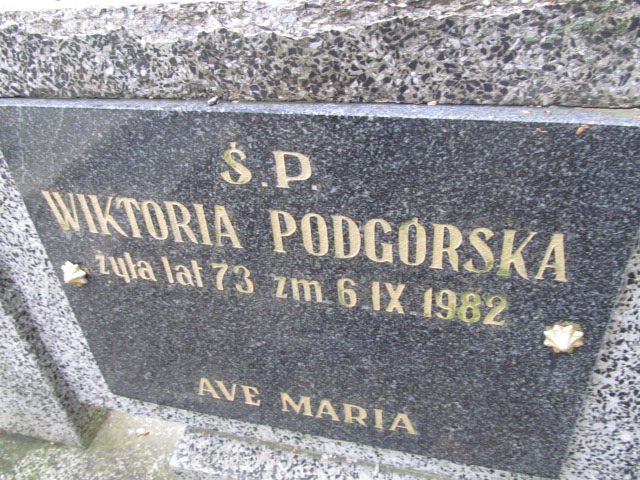 Ś.P.
WIKTORIA PODGÓRSKA
żyła lat 73 zm. 6 IX 1982
AVE MARIA